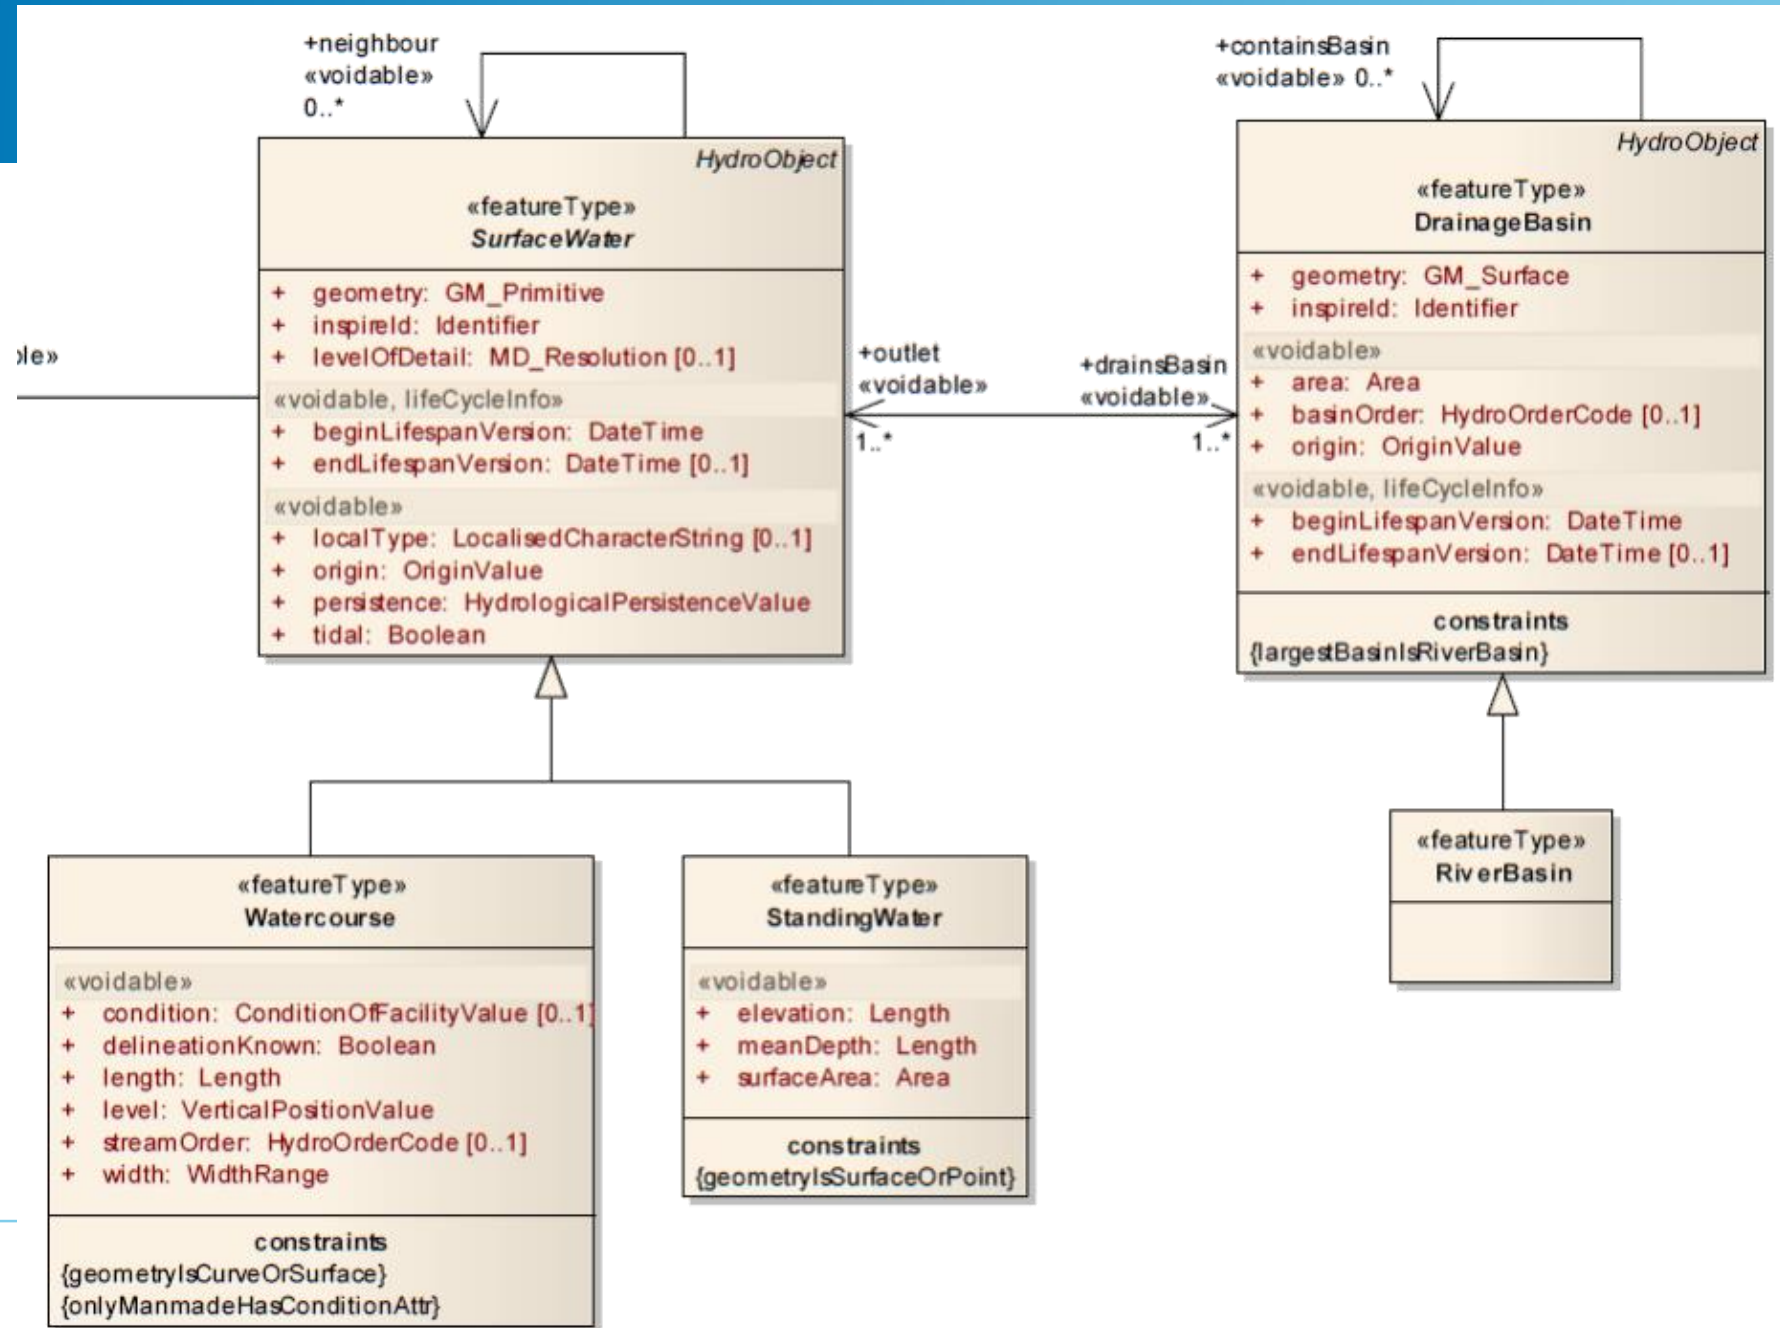 +neighbour
«voidable»
0..*
+containsBasin
«voidable» 0..*
HydroObject
«featureType»
SurfaceWater
+ geometry: GM_Primitive
+ inspireId: Identifier
+ levelOfDetail: MD_Resolution [0..1]
«voidable, lifeCycleInfo»
+ beginLifespanVersion: DateTime
+ endLifespanVersion: DateTime [0..1]
«voidable»
+ localType: LocalisedCharacterString [0..1]
+ origin: OriginValue
+ persistence: HydrologicalPersistenceValue
+ tidal: Boolean
+outlet
«voidable»
1..*
+drainsBasin
«voidable»
1..*
HydroObject
«featureType»
DrainageBasin
+ geometry: GM_Surface
+ inspireId: Identifier
«voidable»
+ area: Area
+ basinOrder: HydroOrderCode [0..1]
+ origin: OriginValue
«voidable, lifeCycleInfo»
+ beginLifespanVersion: DateTime
+ endLifespanVersion: DateTime [0..1]
constraints
{largestBasinIsRiverBasin}
«featureType»
Watercourse
«voidable»
+ condition: ConditionOfFacilityValue [0..1]
+ delineationKnown: Boolean
+ length: Length
+ level: VerticalPositionValue
+ streamOrder: HydroOrderCode [0..1]
+ width: WidthRange
constraints
{geometryIsCurveOrSurface}
{onlyManmadeHasConditionAttr}
«featureType»
StandingWater
«voidable»
+ elevation: Length
+ meanDepth: Length
+ surfaceArea: Area
constraints
{geometryIsSurfaceOrPoint}
«featureType»
RiverBasin